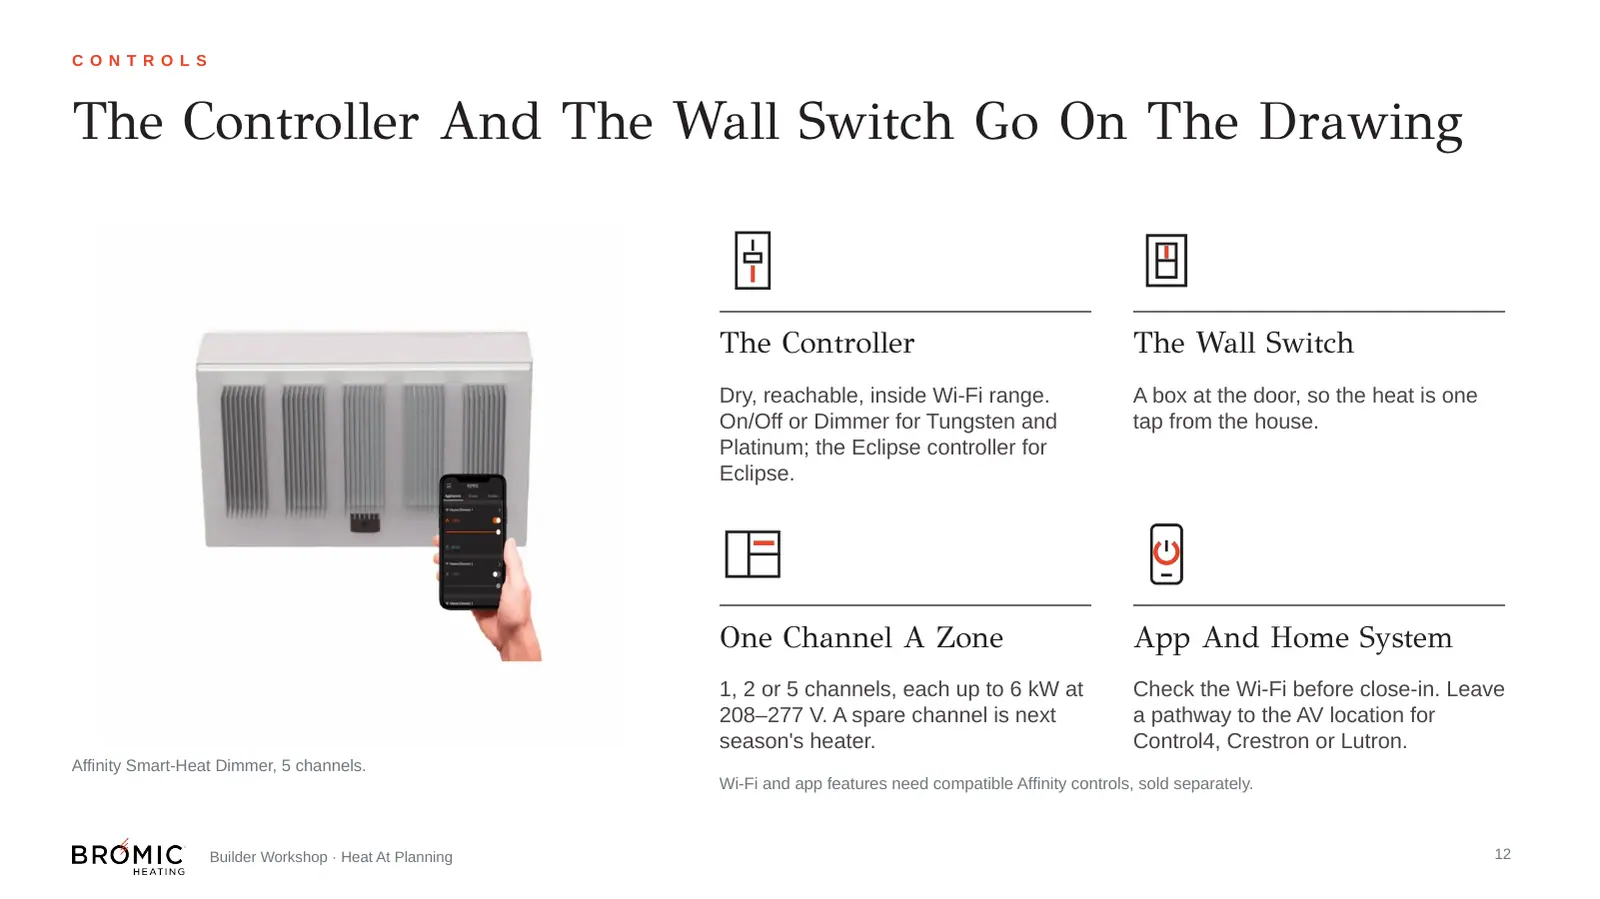 CONTROLS
The Controller And The Wall Switch Go On The Drawing
The Controller
Dry, reachable, inside Wi-Fi range.
On/Off or Dimmer for Tungsten and
Platinum; the Eclipse controller for
Eclipse.
The Wall Switch
A box at the door, so the heat is one
tap from the house.
One Channel A Zone
1, 2 or 5 channels, each up to 6 kW at
208–277 V. A spare channel is next
season's heater.
App And Home System
Check the Wi-Fi before close-in. Leave
a pathway to the AV location for
Control4, Crestron or Lutron.
Affinity Smart-Heat Dimmer, 5 channels.
Wi-Fi and app features need compatible Affinity controls, sold separately.
BROMIC
HEATING
Builder Workshop · Heat At Planning
12